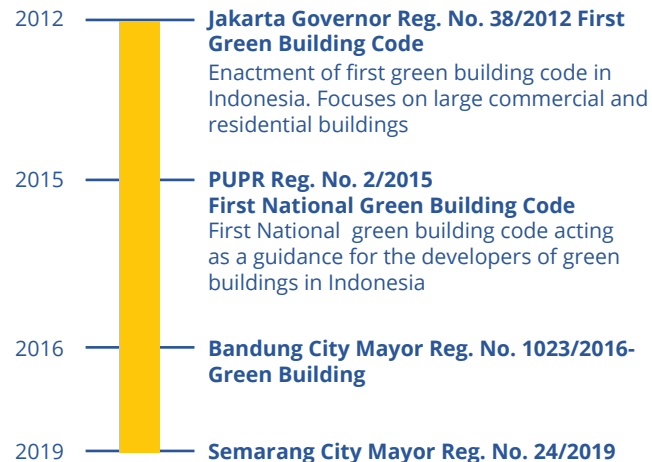 2012 Jakarta Governor Reg. No. 38/2012 First
Green Building Code
Enactment of first green building code in
Indonesia. Focuses on large commercial and
residential buildings
2015 PUPR Reg. No. 2/2015
First National Green Building Code
First National green building code acting
as a guidance for the developers of green
buildings in Indonesia
2016 Bandung City Mayor Reg. No. 1023/2016-
Green Building
2019 Semarang City Mayor Reg. No. 24/2019